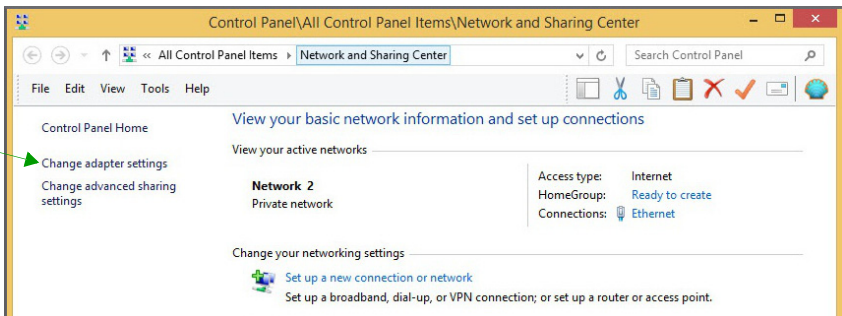 Control Panel\All Control Panel Items\Network and Sharing Center
« All Control Panel Items Network and Sharing Center Search Control Panel
File Edit View Tools Help
Control Panel Home
Change adapter settings
Change advanced sharing
settings
View your basic network information and set up connections
View your active networks
Network 2
Private network
Access type: Internet
HomeGroup: Ready to create
Connections: Ethernet
Change your networking settings
Set up a new connection or network
Set up a broadband, dial-up, or VPN connection; or set up a router or access point.